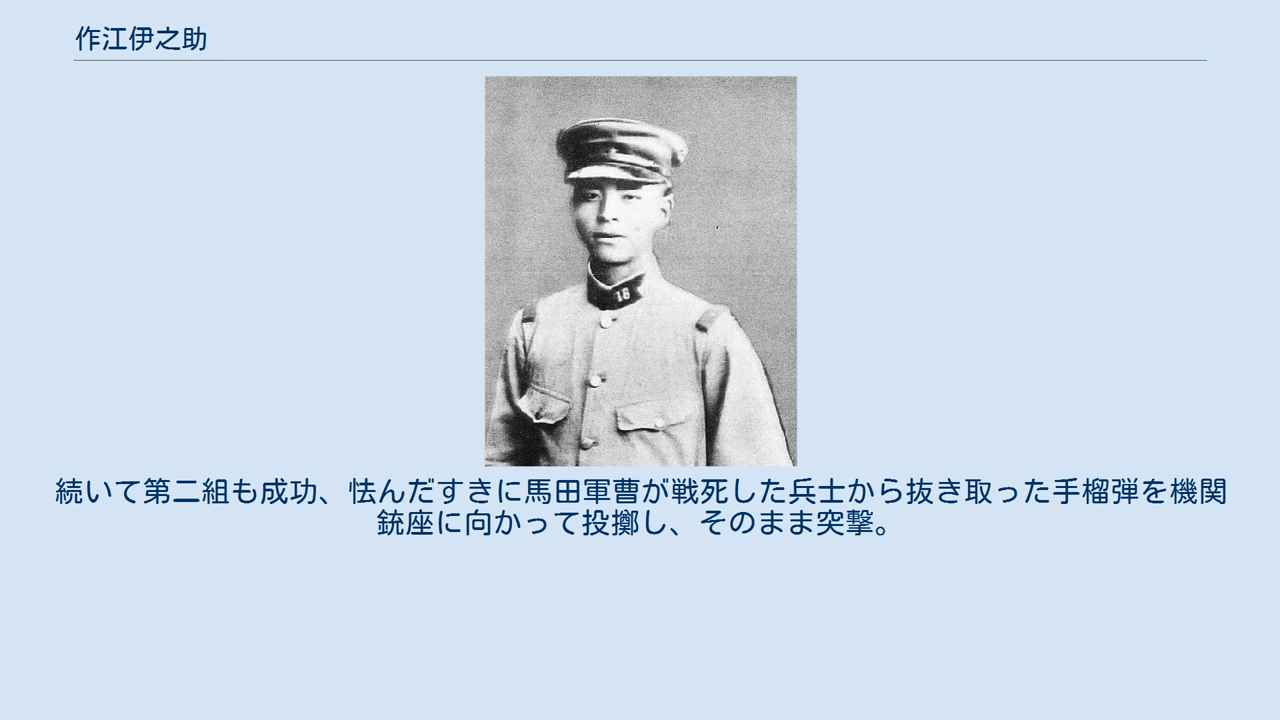 作江伊之助
18
続いて第二組も成功、怯んだすきに馬田軍曹が戦死した兵士から抜き取った手榴弾を機関
銃座に向かって投擲し、そのまま突撃。